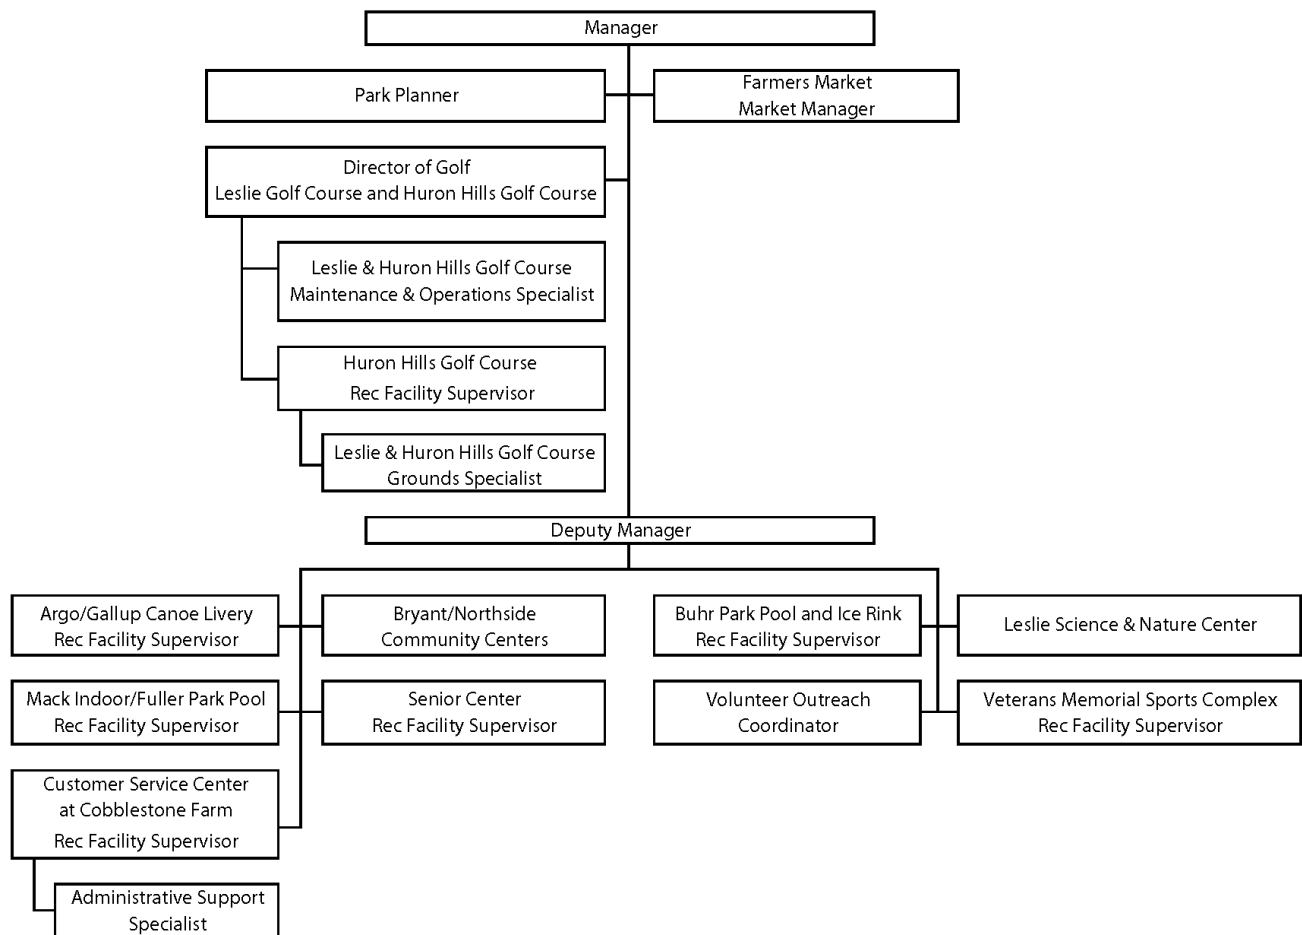 Manager
Park Planner
Farmers Market
Market Manager
Director of Golf
Leslie Golf Course and Huron Hills Golf Course
Leslie & Huron Hills Golf Course
Maintenance & Operations Specialist
Huron Hills Golf Course
Rec Facility Supervisor
Leslie & Huron Hills Golf Course
Grounds Specialist
Deputy Manager
Argo/Gallup Canoe Livery
Rec Facility Supervisor
Bryant/Northside
Community Centers
Buhr Park Pool and Ice Rink
Rec Facility Supervisor
Leslie Science & Nature Center
Mack Indoor/Fuller Park Pool
Rec Facility Supervisor
Senior Center
Rec Facility Supervisor
Volunteer Outreach
Coordinator
Veterans Memorial Sports Complex
Rec Facility Supervisor
Customer Service Center
at Cobblestone Farm
Rec Facility Supervisor
Administrative Support
Specialist